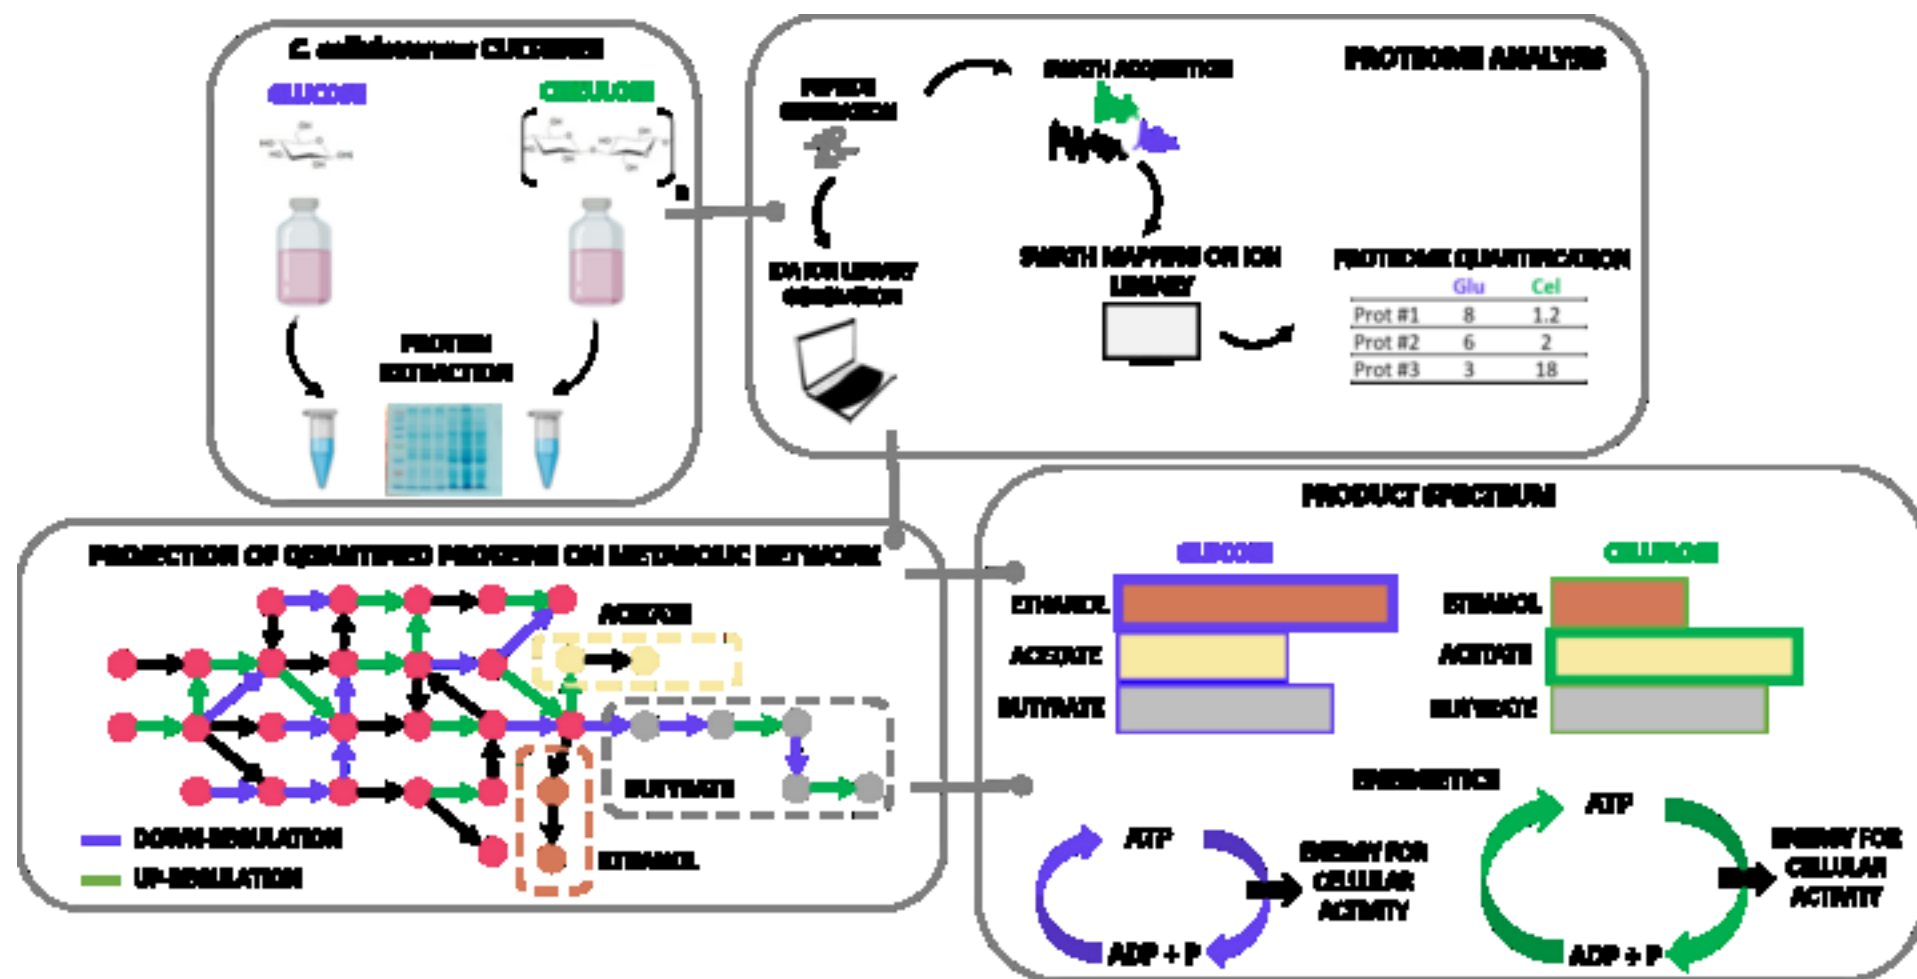 C. cellulovorans CULTURES
GLUCOSE
CELLULOSE
n
PROTEIN
EXTRACTION
PROTEOME ANALYSIS
PEPTIDE
GENERATION
SWATH ACQUISITION
IDA ION LIBRARY
GENERATION
SWATH MAPPING ON ION
LIBRARY
PROTEOME QUANTIFICATION
Glu Cel
Prot #1 8 1.2
Prot #2 6 2
Prot #3 3 18
PROJECTION OF QUANTIFIED PROTEINS ON METABOLIC NETWORK
ACETATE
BUTYRATE
ETHANOL
DOWN-REGULATION
UP-REGULATION
PRODUCT SPECTRUM
GLUCOSE
ETHANOL
ACETATE
BUTYRATE
CELLULOSE
ETHANOL
ACETATE
BUTYRATE
ENERGETICS
ATP
ADP + P
ENERGY FOR
CELLULAR
ACTIVITY
ATP
ADP + P
ENERGY FOR
CELLULAR
ACTIVITY